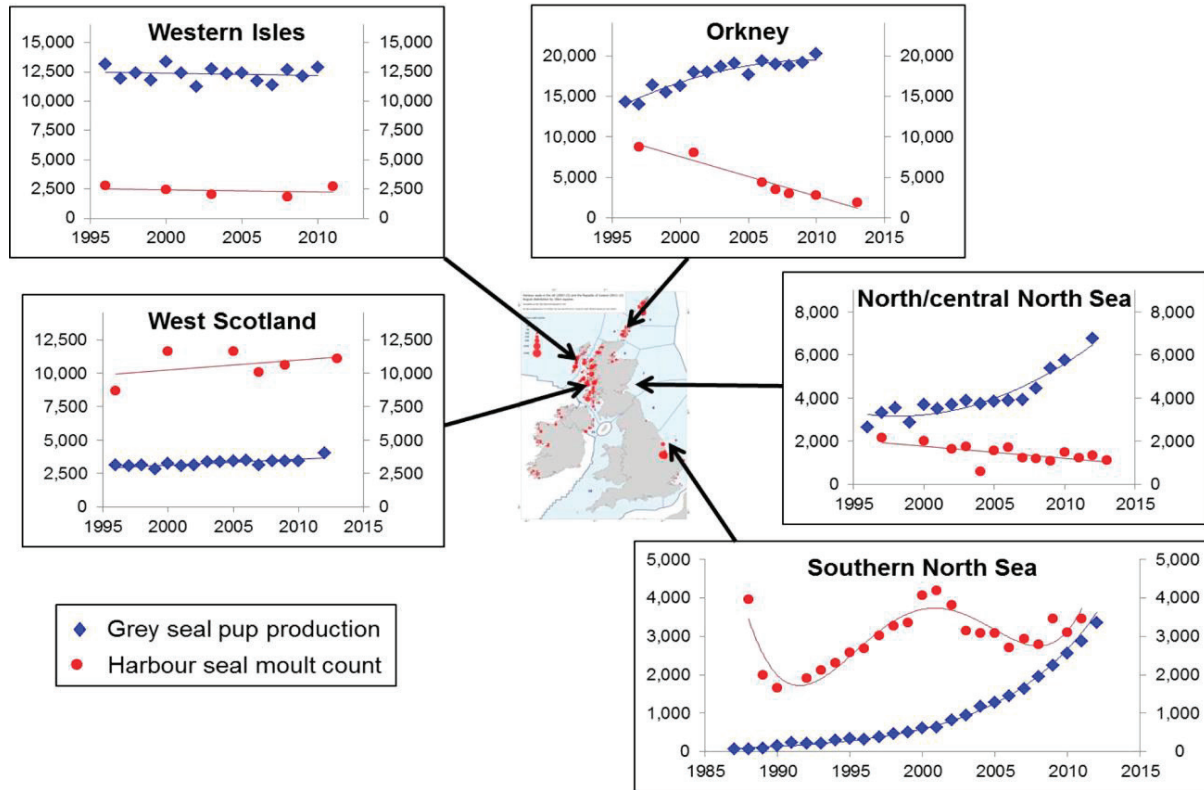 Western Isles
15,000 15,000
12,500 12,500
10,000 10,000
7,500 7,500
5,000 5,000
2,500 2,500
0 0
1995 2000 2005 2010
Orkney
20,000 20,000
15,000 15,000
10,000 10,000
5,000 5,000
0 0
1995 2000 2005 2010 2015
West Scotland
12,500 12,500
10,000 10,000
7,500 7,500
5,000 5,000
2,500 2,500
0 0
1995 2000 2005 2010 2015
North/central North Sea
8,000 8,000
6,000 6,000
4,000 4,000
2,000 2,000
0 0
1995 2000 2005 2010 2015
Southern North Sea
5,000 5,000
4,000 4,000
3,000 3,000
2,000 2,000
1,000 1,000
0 0
1985 1990 1995 2000 2005 2010 2015
Grey seal pup production
Harbour seal moult count